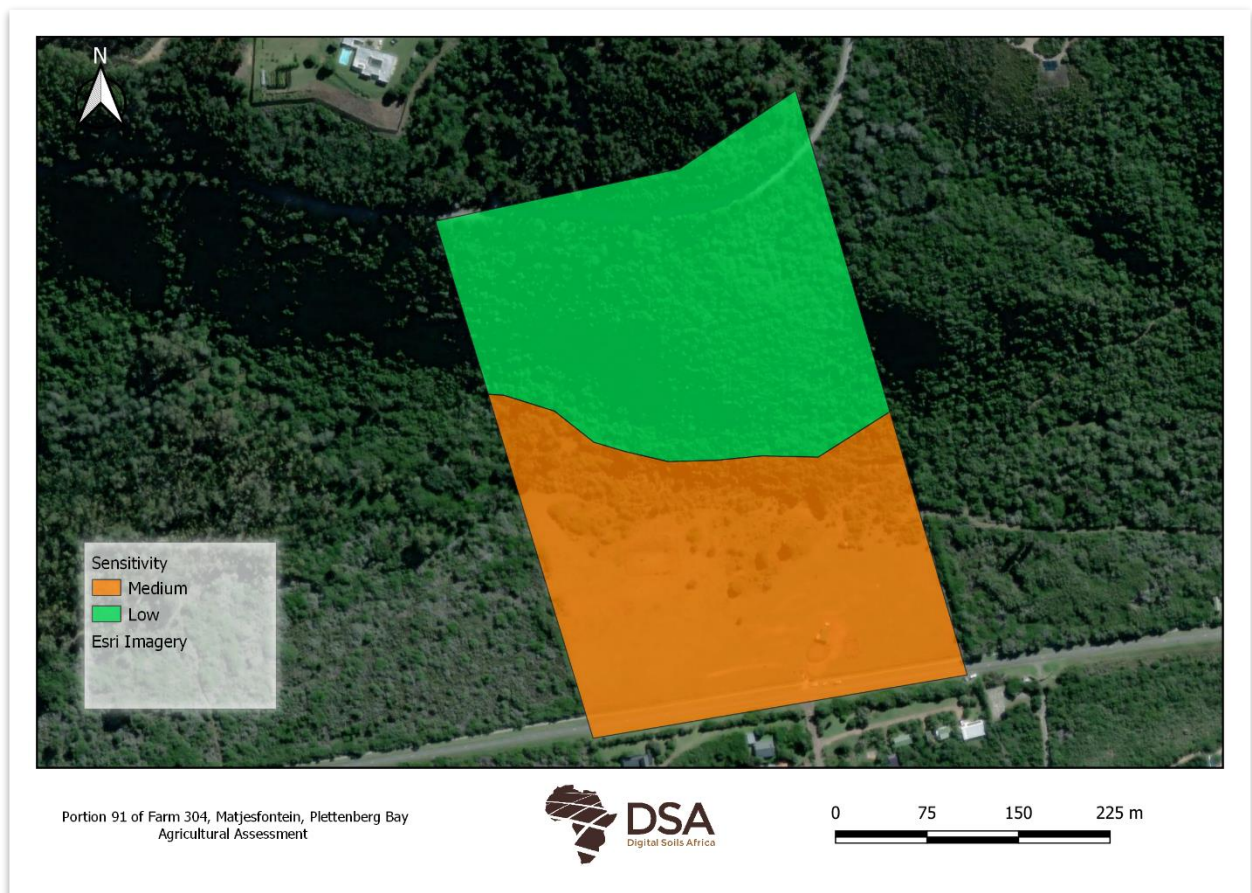 N
Sensitivity
Medium
Low
Esri Imagery
Portion 91 of Farm 304, Matjesfontein, Plettenberg Bay
Agricultural Assessment
DSA
Digital Soils Africa
0 75 150 225 m